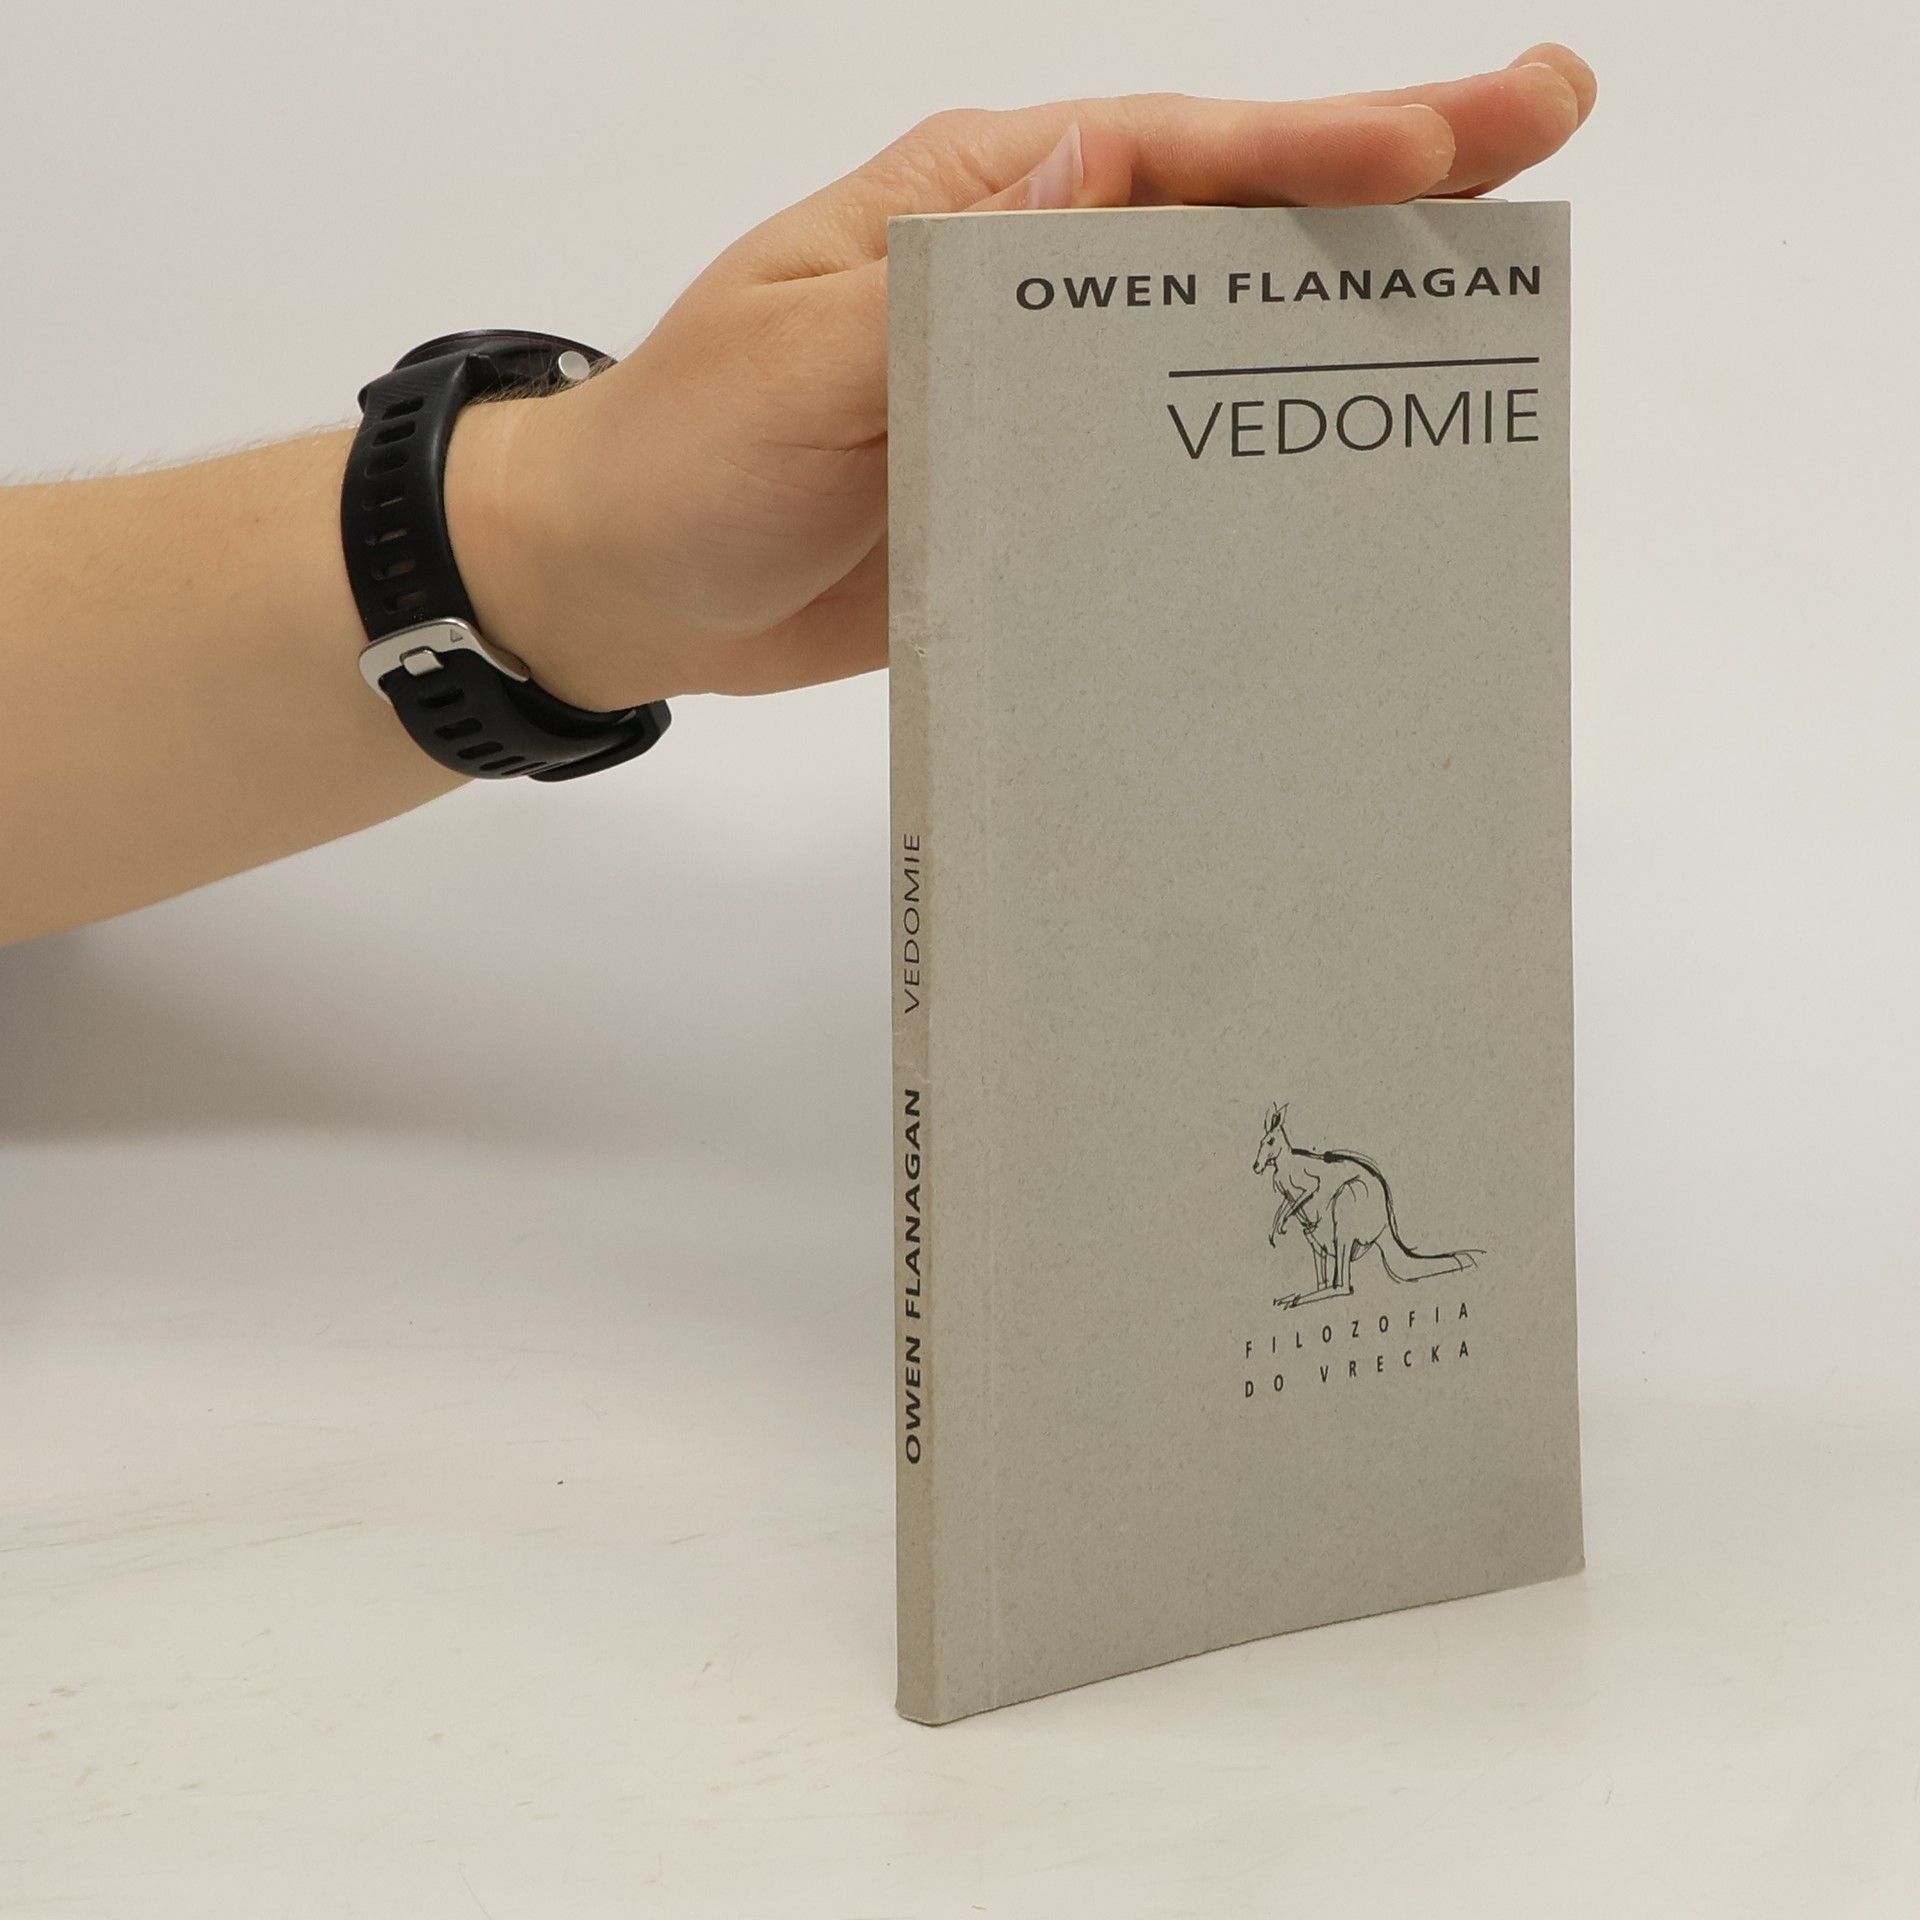 OWEN FLANAGAN
VEDOMIE
FILOZOFIA
DO VRECKA
OWEN FLANAGAN VEDOMIE